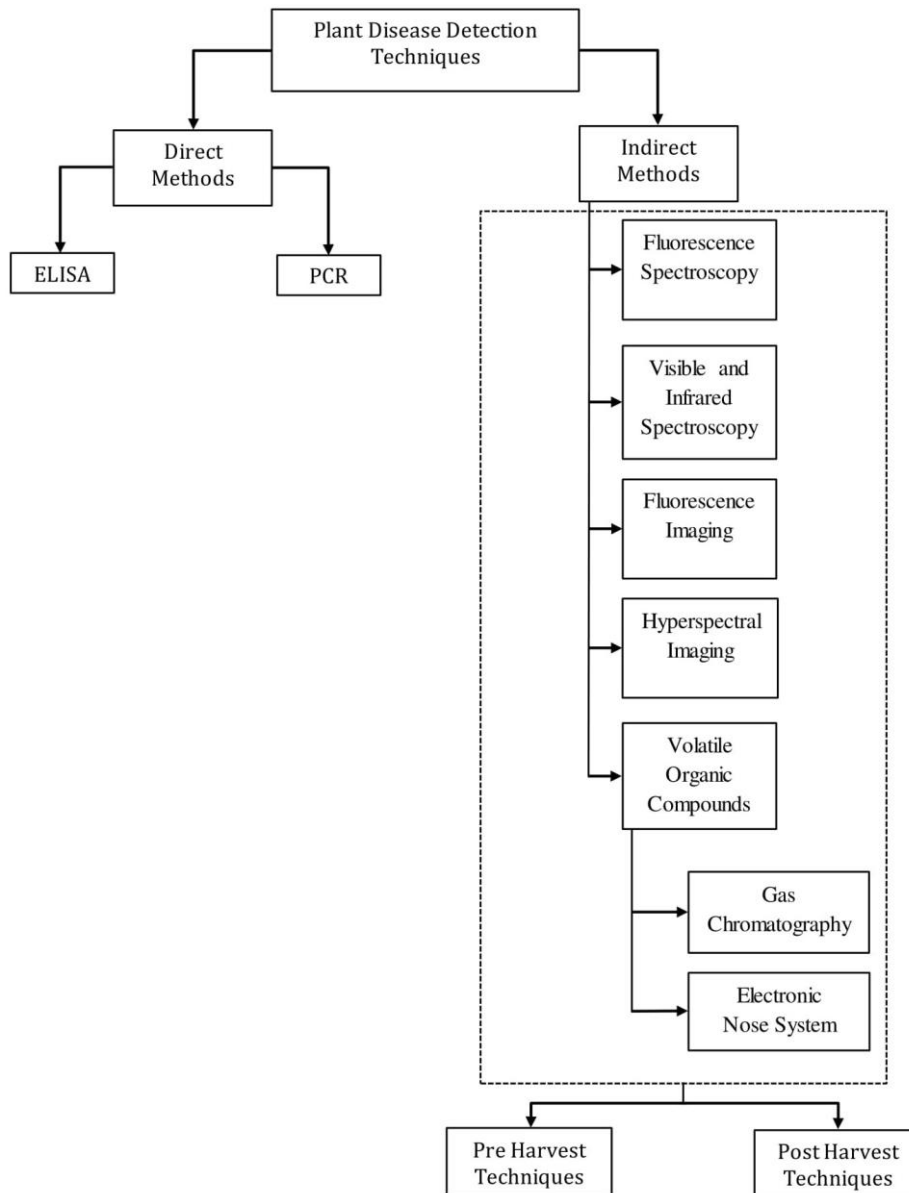 Plant Disease Detection
Techniques
Direct
Methods
Indirect
Methods
ELISA
PCR
Fluorescence
Spectroscopy
Visible and
Infrared
Spectroscopy
Fluorescence
Imaging
Hyperspectral
Imaging
Volatile
Organic
Compounds
Gas
Chromatography
Electronic
Nose System
Pre Harvest
Techniques
Post Harvest
Techniques